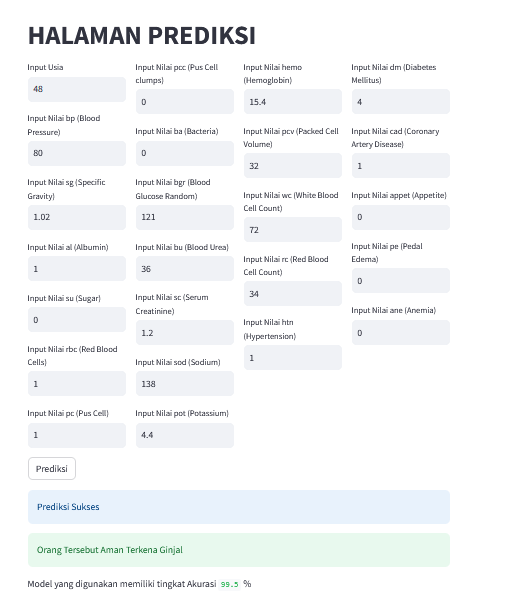 HALAMAN PREDIKSI
Input Usia
48
Input Nilai bp (Blood
Pressure)
80
Input Nilai sg (Specific
Gravity)
1.02
Input Nilai al (Albumin)
1
Input Nilai su (Sugar)
0
Input Nilai rbc (Red Blood
Cells)
1
Input Nilai pc (Pus Cell)
1
Input Nilai pcc (Pus Cell
clumps)
0
Input Nilai ba (Bacteria)
0
Input Nilai bgr (Blood
Glucose Random)
121
Input Nilai bu (Blood Urea)
36
Input Nilai sc (Serum
Creatinine)
1.2
Input Nilai sod (Sodium)
138
Input Nilai pot (Potassium)
4.4
Input Nilai hemo
(Hemoglobin)
15.4
Input Nilai pcv (Packed Cell
Volume)
32
Input Nilai wc (White Blood
Cell Count)
72
Input Nilai rc (Red Blood
Cell Count)
34
Input Nilai htn
(Hypertension)
1
Input Nilai dm (Diabetes
Mellitus)
4
Input Nilai cad (Coronary
Artery Disease)
1
Input Nilai appet (Appetite)
0
Input Nilai pe (Pedal
Edema)
0
Input Nilai ane (Anemia)
0
Prediksi
Prediksi Sukses
Orang Tersebut Aman Terkena Ginjal
Model yang digunakan memiliki tingkat Akurasi 99.5 %